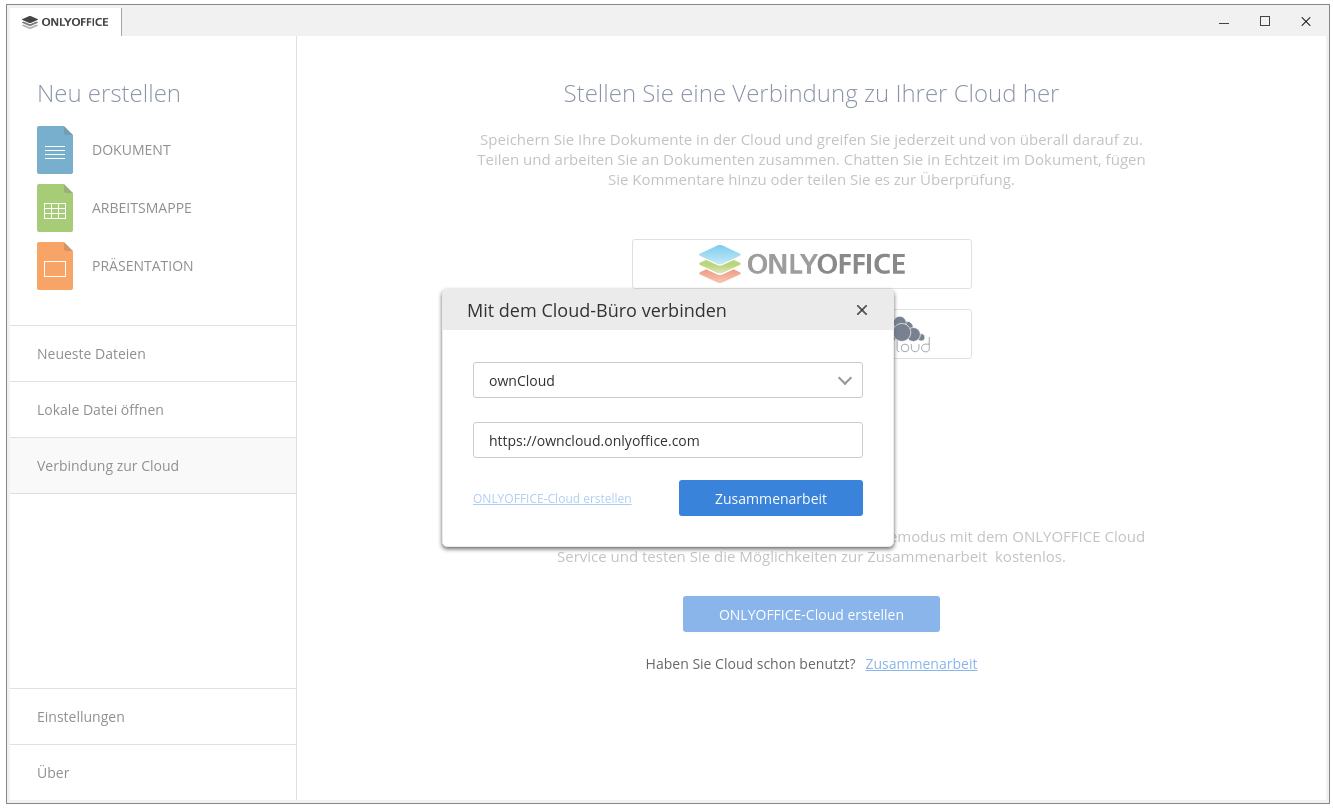 ONLYOFFICE
Neu erstellen
DOKUMENT
ARBEITSMAPPE
PRÄSENTATION
Neueste Dateien
Lokale Datei öffnen
Verbindung zur Cloud
Einstellungen
Über
Stellen Sie eine Verbindung zu Ihrer Cloud her
Speichern Sie Ihre Dokumente in der Cloud und greifen Sie jederzeit und von überall darauf zu.
Teilen und arbeiten Sie an Dokumenten zusammen. Chatten Sie in Echtzeit im Dokument, fügen
Sie Kommentare hinzu oder teilen Sie es zur Überprüfung.
ONLYOFFICE
Mit dem Cloud-Büro verbinden
ownCloud
https://owncloud.onlyoffice.com
ONLYOFFICE-Cloud erstellen
Zusammenarbeit
mit dem ONLYOFFICE Cloud
Service und testen Sie die Möglichkeiten zur Zusammenarbeit kostenlos.
ONLYOFFICE-Cloud erstellen
Haben Sie Cloud schon benutzt? Zusammenarbeit